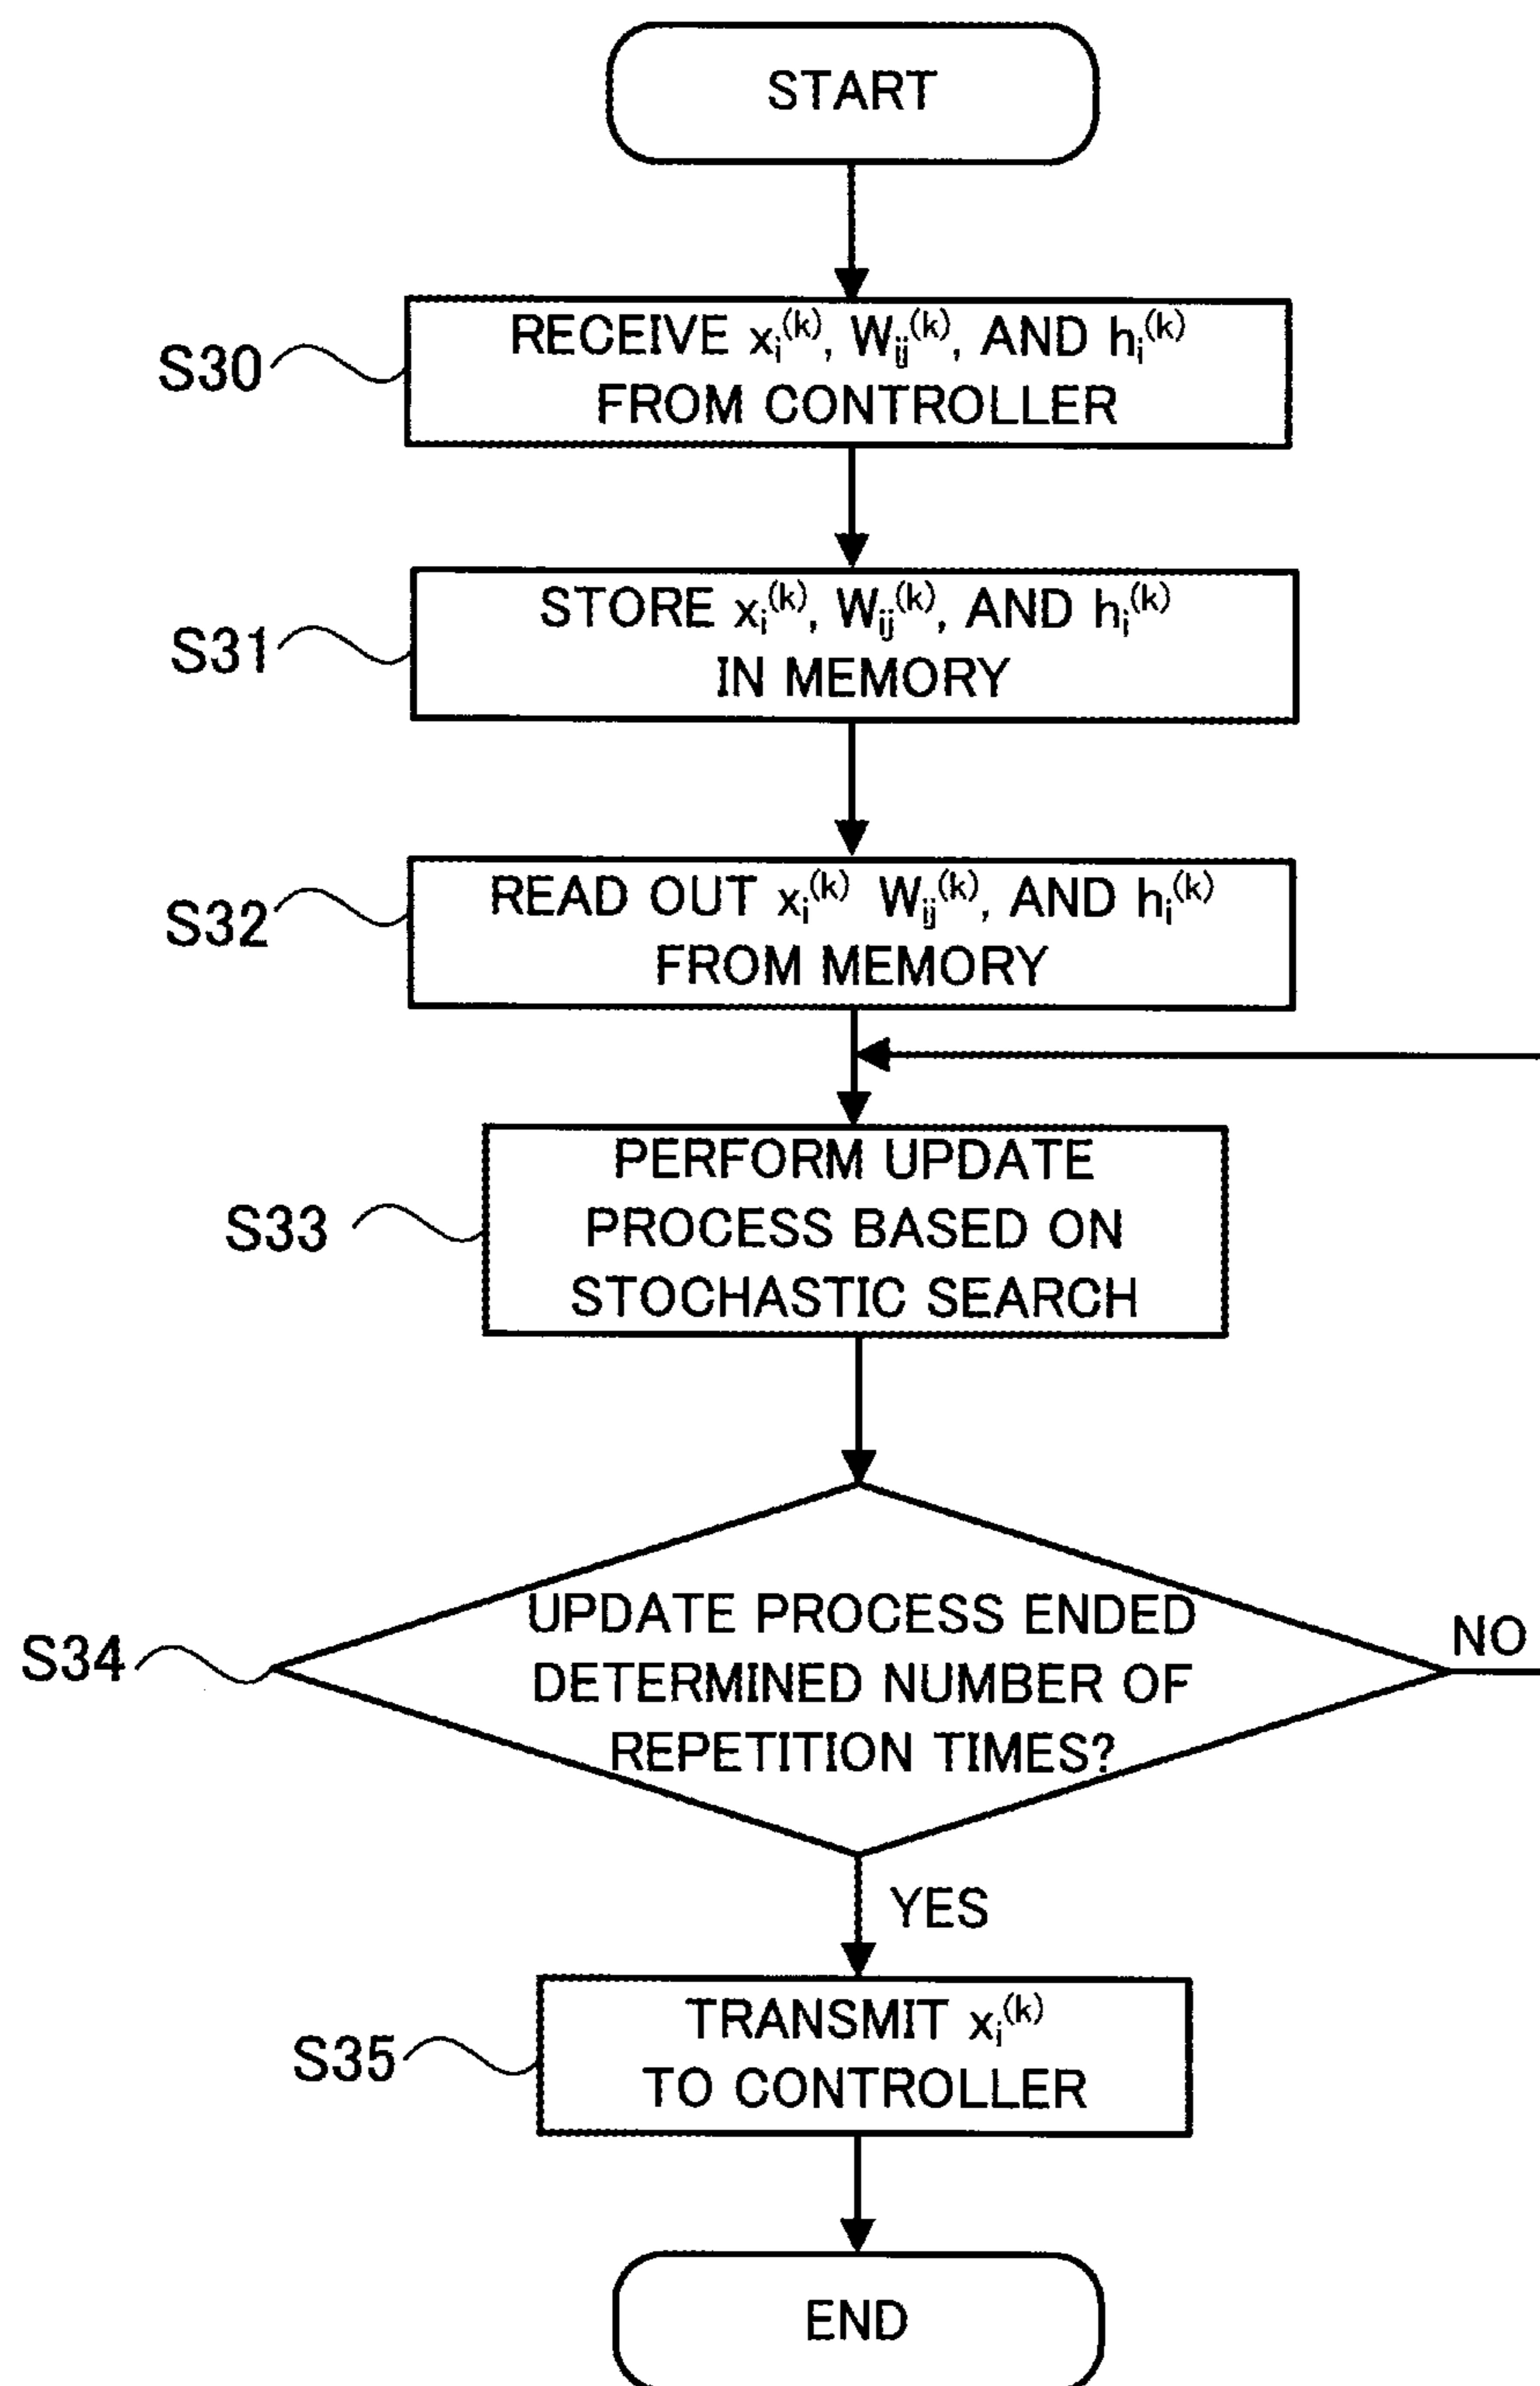 START
S30
RECEIVE xᵢ⁽ᵏ⁾, Wᵢⱼ⁽ᵏ⁾, AND hᵢ⁽ᵏ⁾
FROM CONTROLLER
S31
STORE xᵢ⁽ᵏ⁾, Wᵢⱼ⁽ᵏ⁾, AND hᵢ⁽ᵏ⁾
IN MEMORY
S32
READ OUT xᵢ⁽ᵏ⁾ Wᵢⱼ⁽ᵏ⁾, AND hᵢ⁽ᵏ⁾
FROM MEMORY
S33
PERFORM UPDATE
PROCESS BASED ON
STOCHASTIC SEARCH
S34
UPDATE PROCESS ENDED
DETERMINED NUMBER OF
REPETITION TIMES?
NO
YES
S35
TRANSMIT xᵢ⁽ᵏ⁾
TO CONTROLLER
END